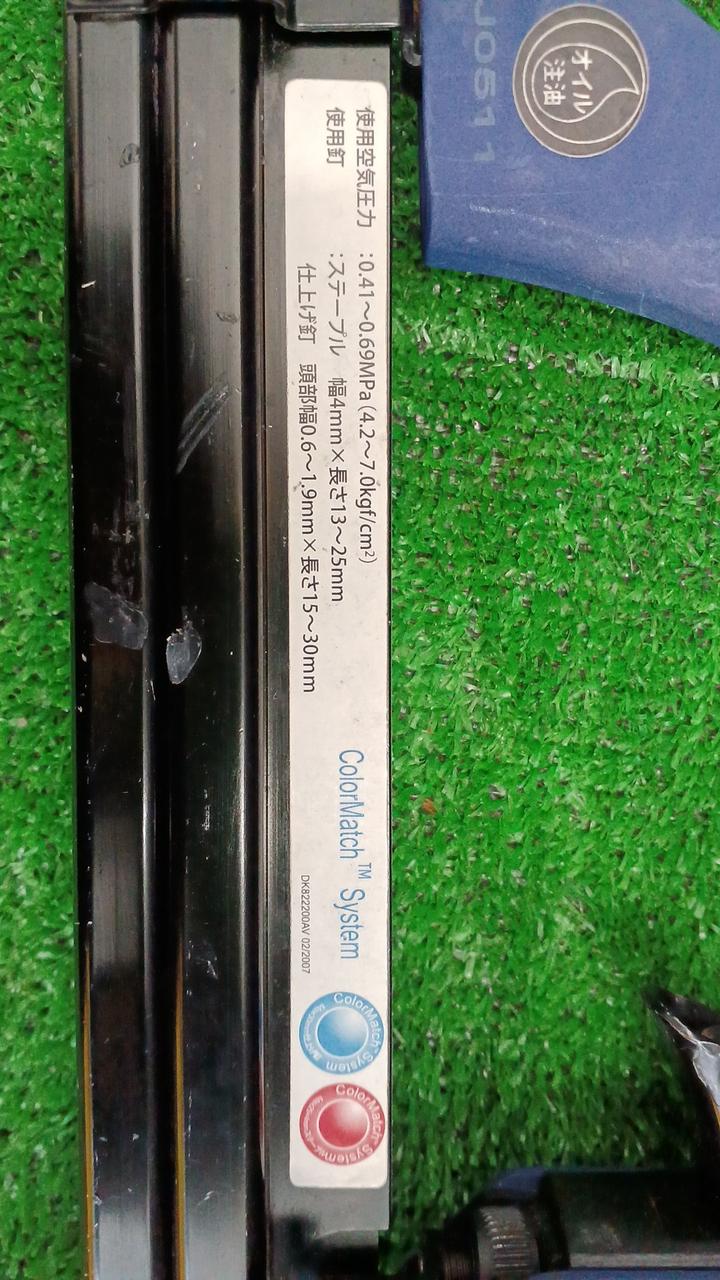 使用空気圧力 :0.41～0.69MPa (4.2～7.0kgf/cm²)
使用釘 :ステープル 幅4mm×長さ13～25mm
仕上げ釘 頭部幅0.6～1.9mm×長さ15～30mm
ColorMatch™ System
DK822200AV 02/2007
ColorMatch System
ColorMatch System
オイル
注油
J0511